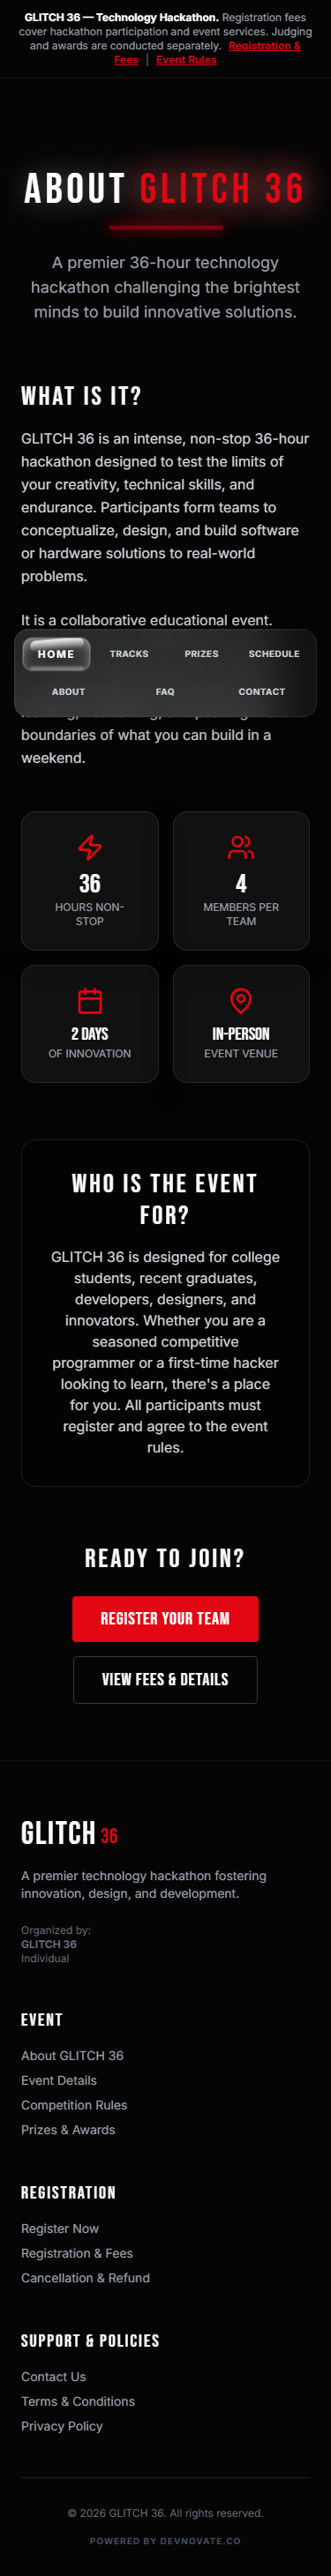 GLITCH 36 — Technology Hackathon. Registration fees
cover hackathon participation and event services. Judging
and awards are conducted separately. Registration &
Fees | Event Rules
ABOUT GLITCH 36
A premier 36-hour technology
hackathon challenging the brightest
minds to build innovative solutions.
WHAT IS IT?
GLITCH 36 is an intense, non-stop 36-hour
hackathon designed to test the limits of
your creativity, technical skills, and
endurance. Participants form teams to
conceptualize, design, and build software
or hardware solutions to real-world
problems.
It is a collaborative educational event.
HOME TRACKS PRIZES SCHEDULE
ABOUT FAQ CONTACT
boundaries of what you can build in a
weekend.
36
HOURS NON-
STOP
4
MEMBERS PER
TEAM
2 DAYS
OF INNOVATION
IN-PERSON
EVENT VENUE
WHO IS THE EVENT
FOR?
GLITCH 36 is designed for college
students, recent graduates,
developers, designers, and
innovators. Whether you are a
seasoned competitive
programmer or a first-time hacker
looking to learn, there's a place
for you. All participants must
register and agree to the event
rules.
READY TO JOIN?
REGISTER YOUR TEAM
VIEW FEES & DETAILS
GLITCH 36
A premier technology hackathon fostering
innovation, design, and development.
Organized by:
GLITCH 36
Individual
EVENT
About GLITCH 36
Event Details
Competition Rules
Prizes & Awards
REGISTRATION
Register Now
Registration & Fees
Cancellation & Refund
SUPPORT & POLICIES
Contact Us
Terms & Conditions
Privacy Policy
© 2026 GLITCH 36. All rights reserved.
POWERED BY DEVNOVATE.CO